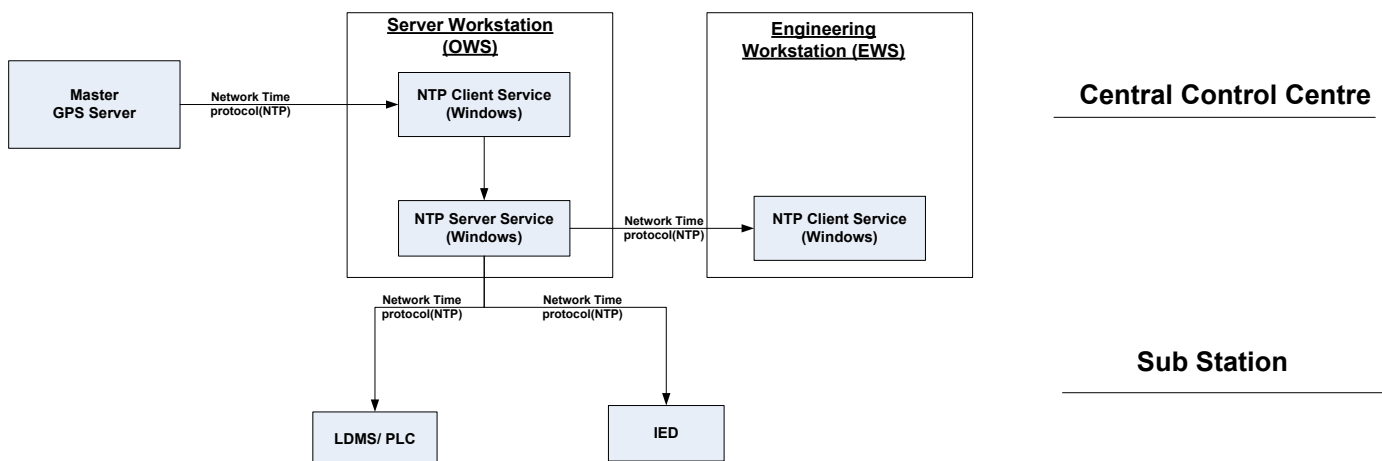 Server Workstation
(OWS)
Engineering
Workstation (EWS)
Master
GPS Server
Network Time
protocol(NTP)
NTP Client Service
(Windows)
Central Control Centre
NTP Server Service
(Windows)
Network Time
protocol(NTP)
NTP Client Service
(Windows)
Network Time
protocol(NTP)
Network Time
protocol(NTP)
Sub Station
LDMS/ PLC
IED